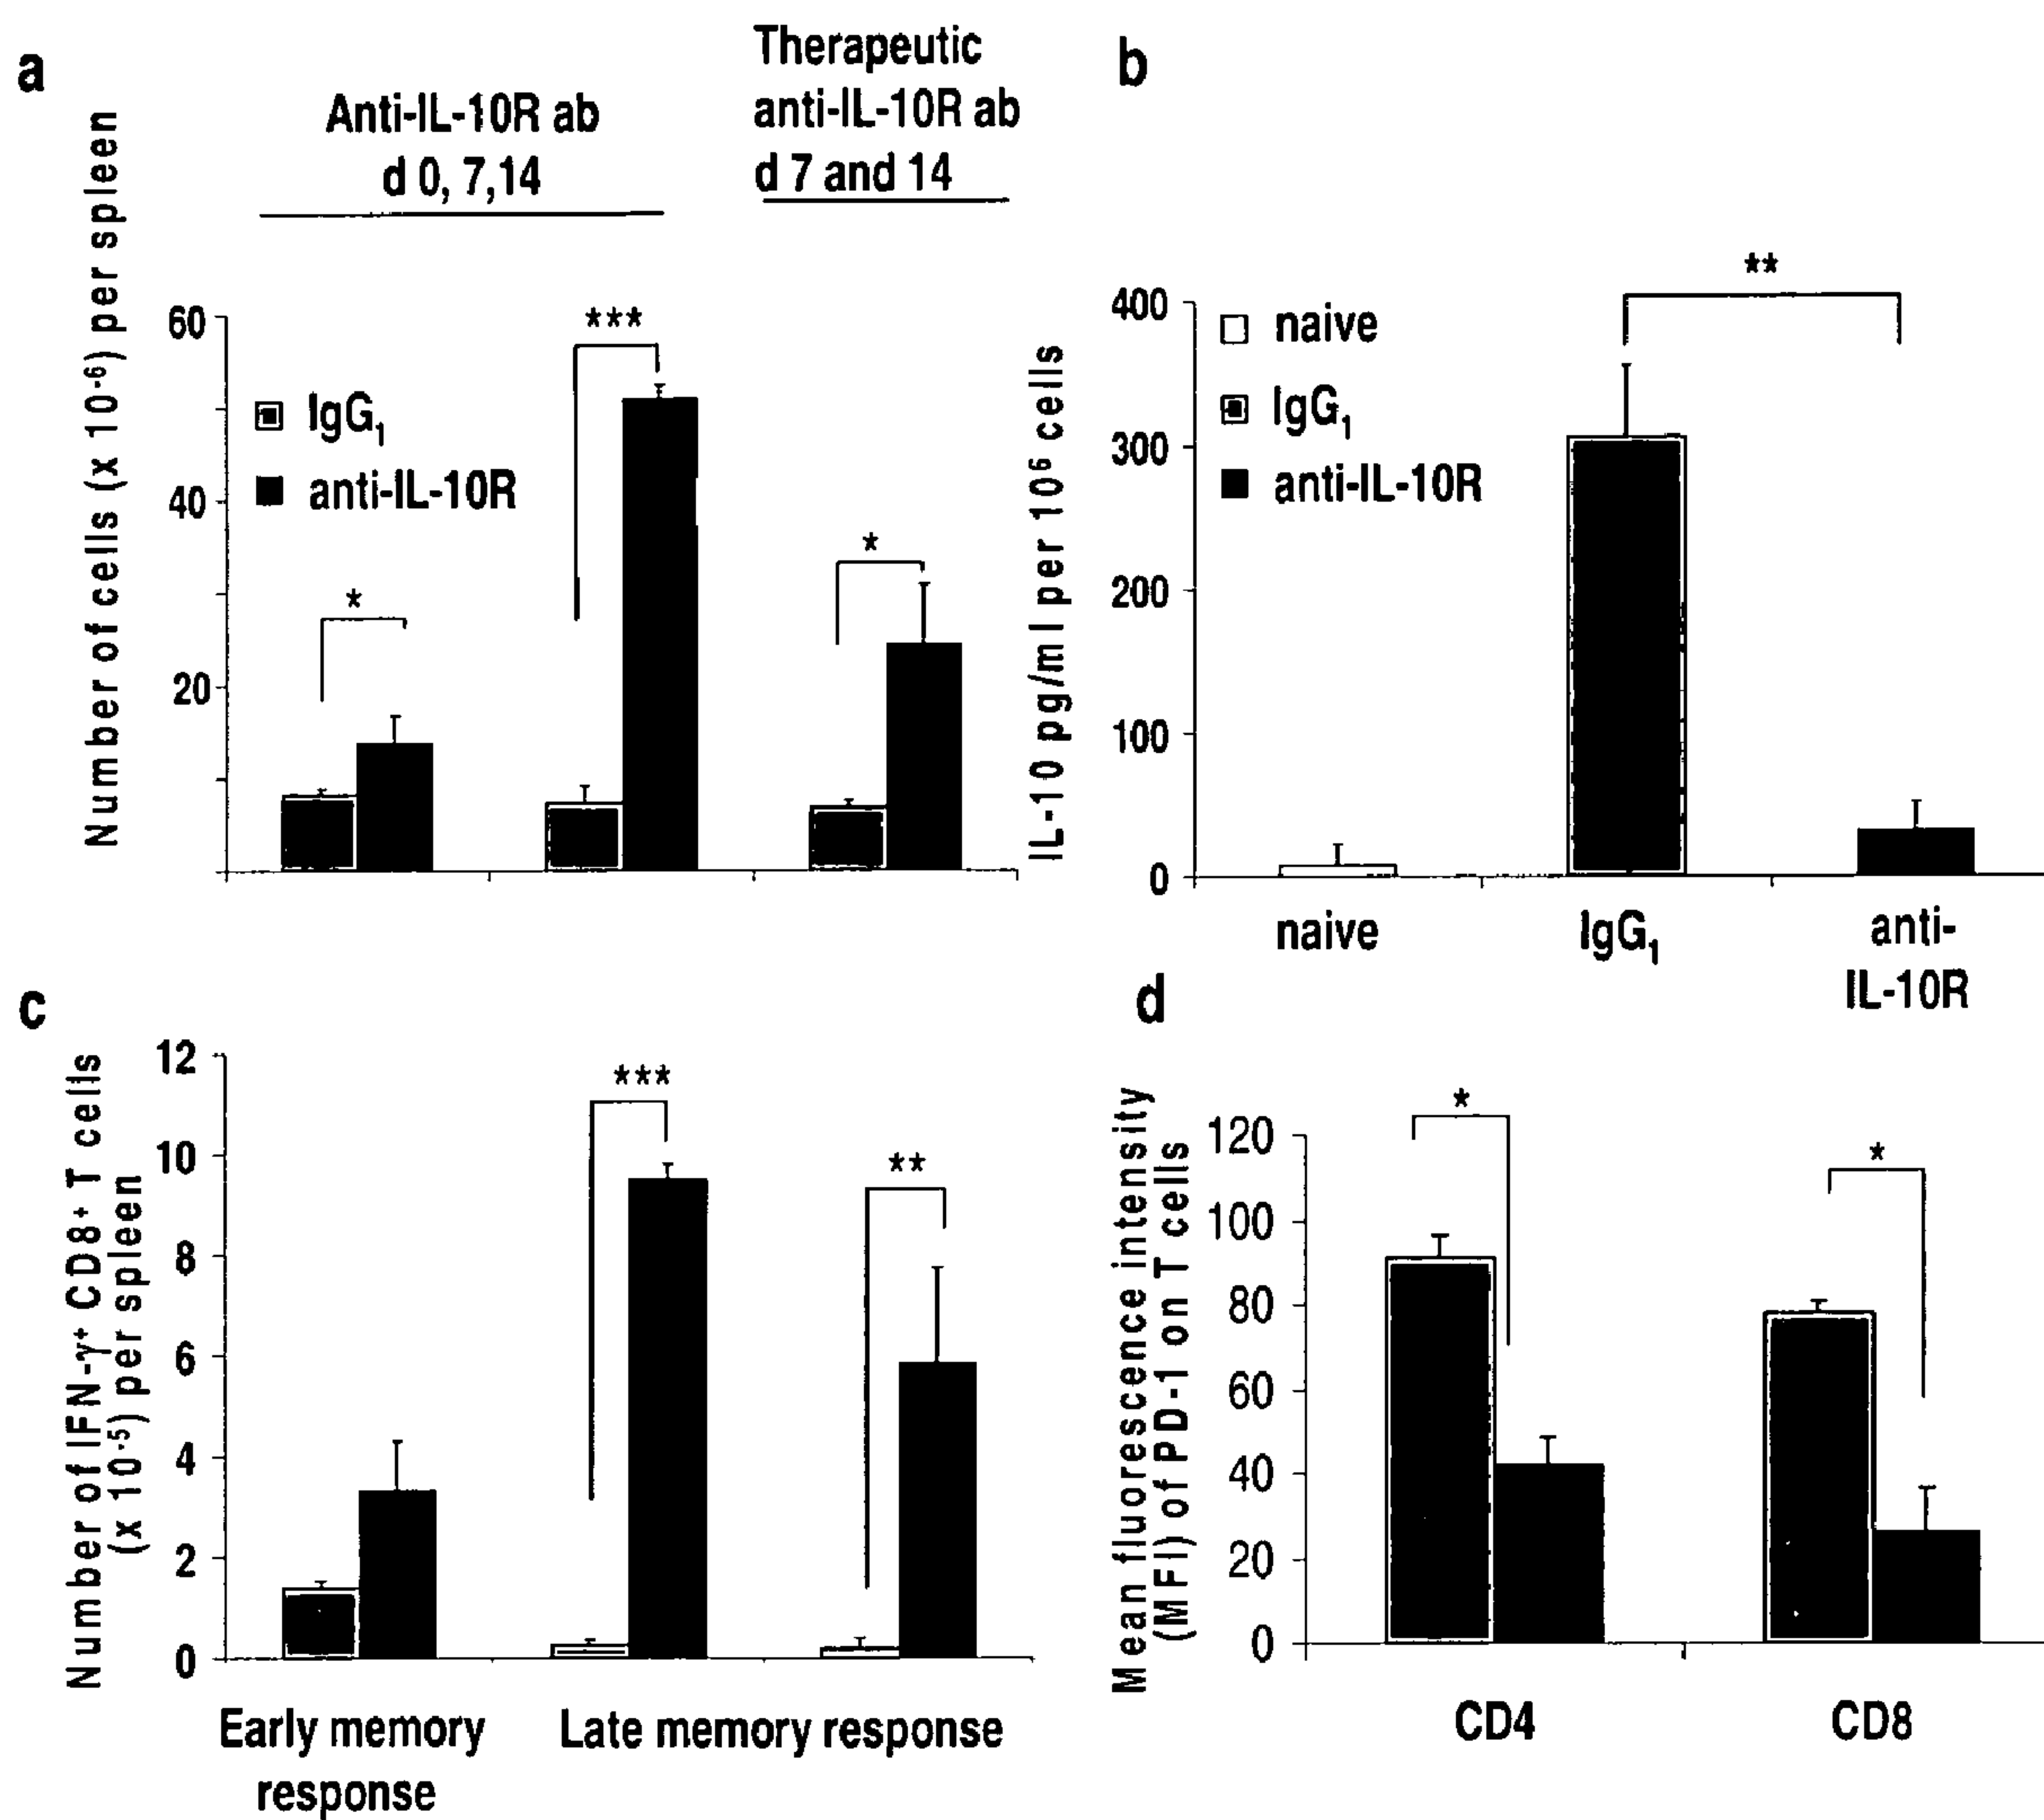 a
Anti-IL-10R ab
d 0, 7,14
Therapeutic
anti-IL-10R ab
d 7 and 14
Number of cells (x 10⁻⁶) per spleen
60
40
20
IgG₁
anti-IL-10R
*
***
*
b
IL-10 pg/ml per 10⁶ cells
400
300
200
100
0
naive
IgG₁
anti-IL-10R
**
naive
IgG₁
anti-
IL-10R
c
Number of IFN-γ⁺ CD8⁺ T cells
(x 10⁻⁵) per spleen
12
10
8
6
4
2
0
***
**
Early memory
response
Late memory response
d
Mean fluorescence intensity
(MFI) of PD-1 on T cells
120
100
80
60
40
20
0
*
*
CD4
CD8